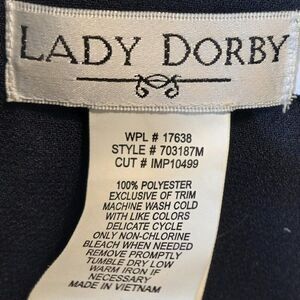 LADY DORBY
WPL # 17638
STYLE # 703187M
CUT # IMP10499
100% POLYESTER
EXCLUSIVE OF TRIM
MACHINE WASH COLD
WITH LIKE COLORS
DELICATE CYCLE
ONLY NON-CHLORINE
BLEACH WHEN NEEDED
REMOVE PROMPTLY
TUMBLE DRY LOW
WARM IRON IF
NECESSARY
MADE IN VIETNAM